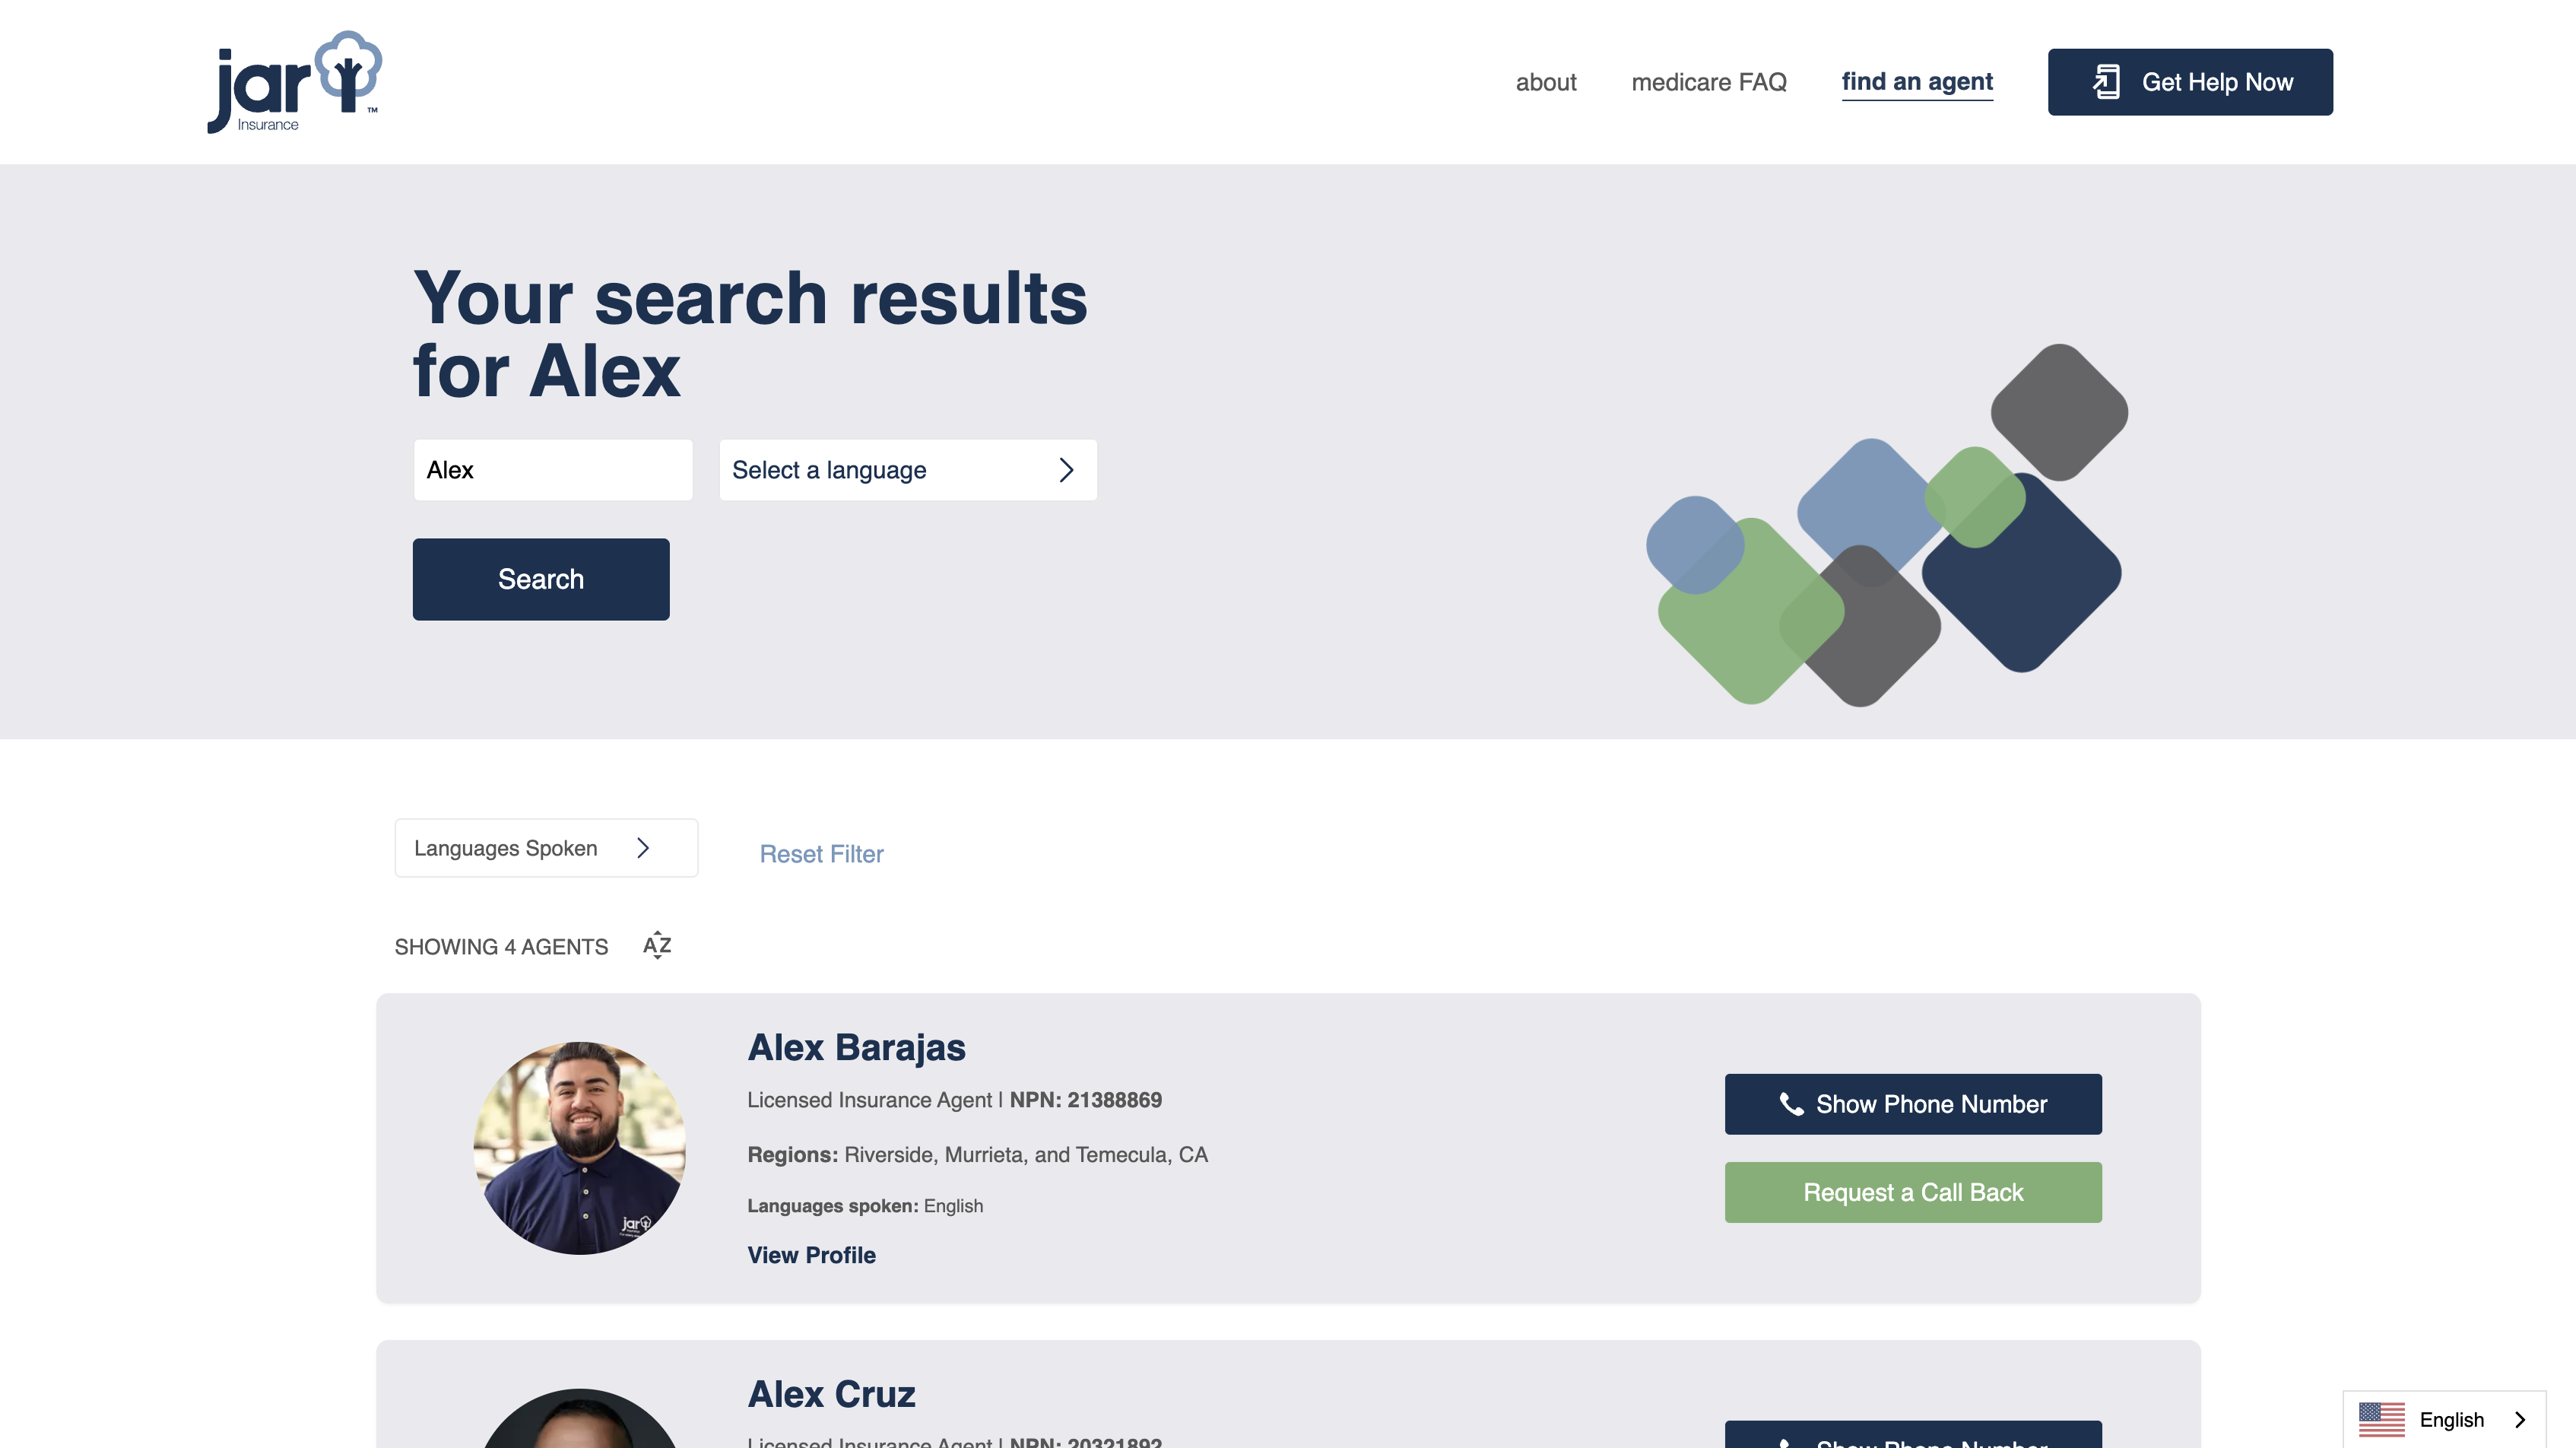 jar
TM
Insurance
about
medicare FAQ
find an agent
Get Help Now
Your search results
for Alex
Alex
Select a language
Search
Languages Spoken
Reset Filter
SHOWING 4 AGENTS
AZ
Alex Barajas
Licensed Insurance Agent | NPN: 21388869
Regions: Riverside, Murrieta, and Temecula, CA
Languages spoken: English
View Profile
Show Phone Number
Request a Call Back
jar
Alex Cruz
Licensed Insurance Agent | NPN: 20321892
Show Phone Number
English